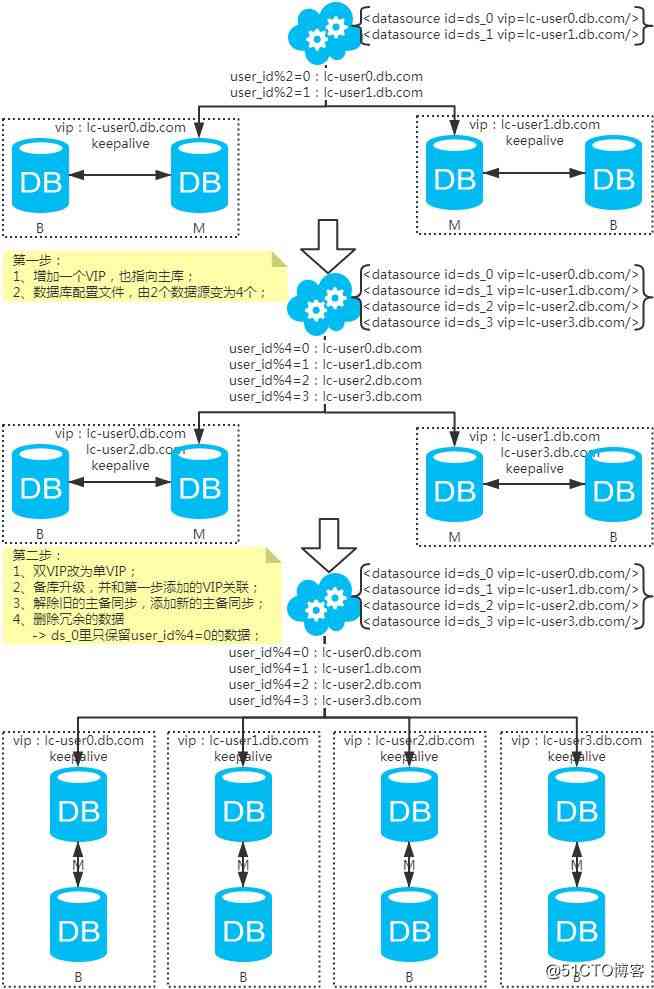 <datasource id=ds_0 vip=lc-user0.db.com/>
<datasource id=ds_1 vip=lc-user1.db.com/>
user_id%2=0：lc-user0.db.com
user_id%2=1：lc-user1.db.com
vip：lc-user0.db.com
keepalive
DB
DB
B
M
vip：lc-user1.db.com
keepalive
DB
DB
M
B
第一步：
1、增加一个VIP，也指向主库；
2、数据库配置文件，由2个数据源变为4个；
<datasource id=ds_0 vip=lc-user0.db.com/>
<datasource id=ds_1 vip=lc-user1.db.com/>
<datasource id=ds_2 vip=lc-user2.db.com/>
<datasource id=ds_3 vip=lc-user3.db.com/>
user_id%4=0：lc-user0.db.com
user_id%4=1：lc-user1.db.com
user_id%4=2：lc-user2.db.com
user_id%4=3：lc-user3.db.com
vip：lc-user0.db.com
lc-user2.db.com
keepalive
DB
DB
B
M
vip：lc-user1.db.com
lc-user3.db.com
keepalive
DB
DB
M
B
第二步：
1、双VIP改为单VIP；
2、备库升级，并和第一步添加的VIP关联；
3、解除旧的主备同步，添加新的主备同步；
4、删除冗余的数据
-> ds_0里只保留user_id%4=0的数据；
<datasource id=ds_0 vip=lc-user0.db.com/>
<datasource id=ds_1 vip=lc-user1.db.com/>
<datasource id=ds_2 vip=lc-user2.db.com/>
<datasource id=ds_3 vip=lc-user3.db.com/>
user_id%4=0：lc-user0.db.com
user_id%4=1：lc-user1.db.com
user_id%4=2：lc-user2.db.com
user_id%4=3：lc-user3.db.com
vip：lc-user0.db.com
keepalive
DB
M
DB
B
vip：lc-user1.db.com
keepalive
DB
M
DB
B
vip：lc-user2.db.com
keepalive
DB
M
DB
B
vip：lc-user3.db.com
keepalive
DB
M
DB
B
@51CTO博客